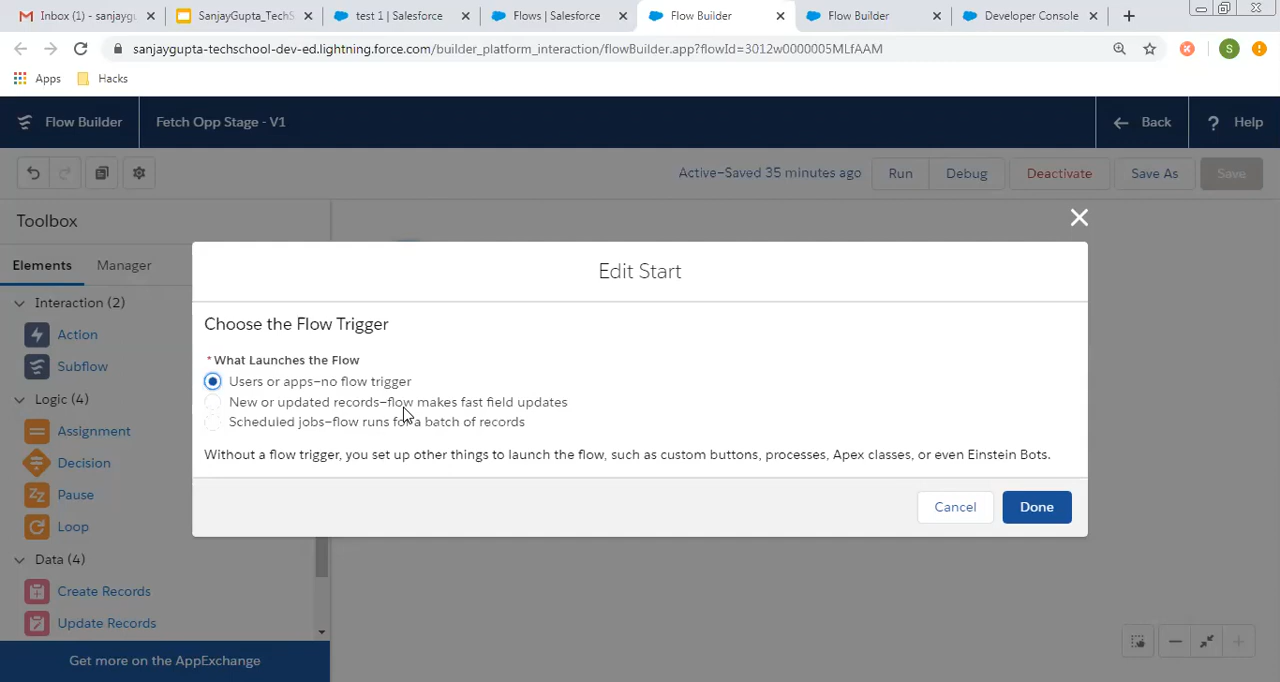 Inbox (1) - sanjaygu
SanjayGupta_TechS
test 1 | Salesforce
Flows | Salesforce
Flow Builder
Flow Builder
Developer Console
sanjaygupta-techschool-dev-ed.lightning.force.com/builder_platform_interaction/flowBuilder.app?flowId=3012w0000005MLfAAM
S
Apps
Hacks
Flow Builder
Fetch Opp Stage - V1
Back
? Help
Active–Saved 35 minutes ago
Run
Debug
Deactivate
Save As
Save
Toolbox
Elements
Manager
Interaction (2)
Action
Subflow
Logic (4)
Assignment
Decision
Pause
Loop
Data (4)
Create Records
Update Records
Get more on the AppExchange
Edit Start
Choose the Flow Trigger
*What Launches the Flow
Users or apps–no flow trigger
New or updated records–flow makes fast field updates
Scheduled jobs–flow runs for a batch of records
Without a flow trigger, you set up other things to launch the flow, such as custom buttons, processes, Apex classes, or even Einstein Bots.
Cancel
Done